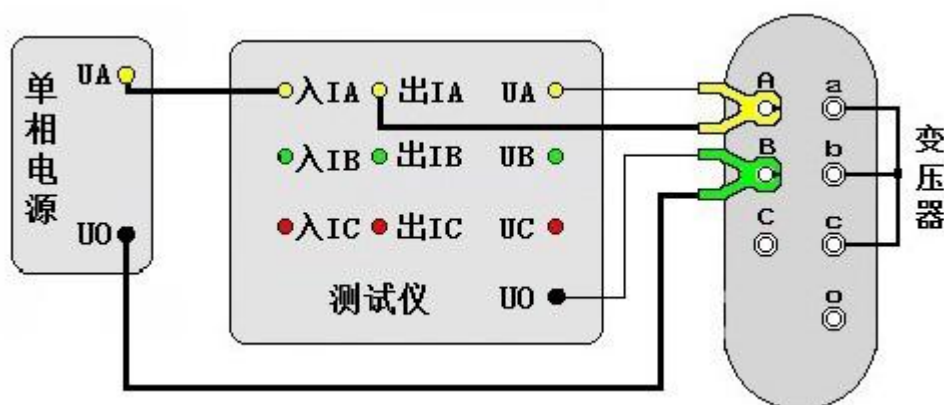 单相电源
UA
UO
入IA 出IA UA
入IB 出IB UB
入IC 出IC UC
测试仪 UO
A a
B b
C c
o
变压器